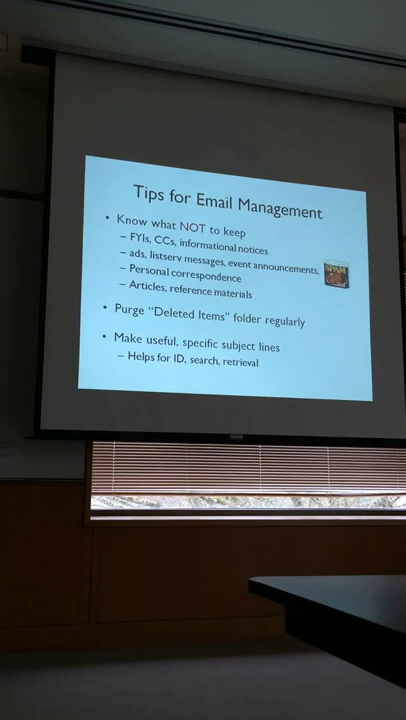 Tips for Email Management
• Know what NOT to keep
– FYIs, CCs, informational notices
– ads, listserv messages, event announcements,
SPAM
– Personal correspondence
– Articles, reference materials
• Purge “Deleted Items” folder regularly
• Make useful, specific subject lines
– Helps for ID, search, retrieval